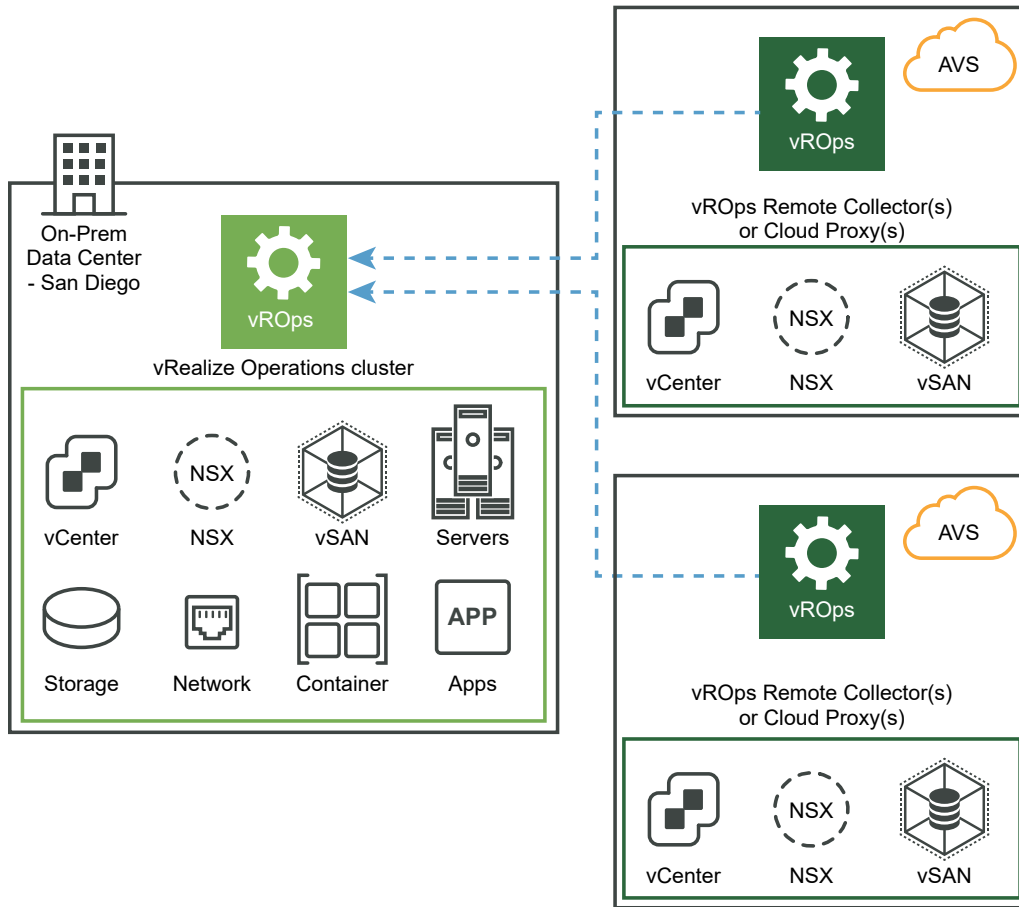 On-Prem
Data Center
- San Diego
vROps
vRealize Operations cluster
NSX
vCenter
NSX
vSAN
Servers
APP
Storage
Network
Container
Apps
AVS
vROps
vROps Remote Collector(s)
or Cloud Proxy(s)
NSX
vCenter
NSX
vSAN
AVS
vROps
vROps Remote Collector(s)
or Cloud Proxy(s)
NSX
vCenter
NSX
vSAN